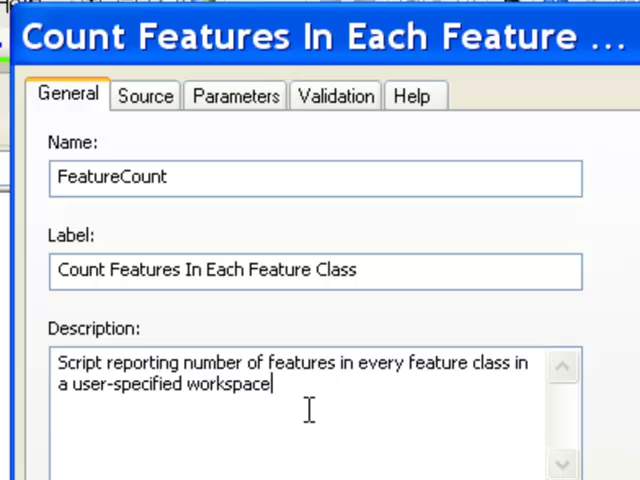 Count Features In Each Feature ...
General
Source
Parameters
Validation
Help
Name:
FeatureCount
Label:
Count Features In Each Feature Class
Description:
Script reporting number of features in every feature class in
a user-specified workspace